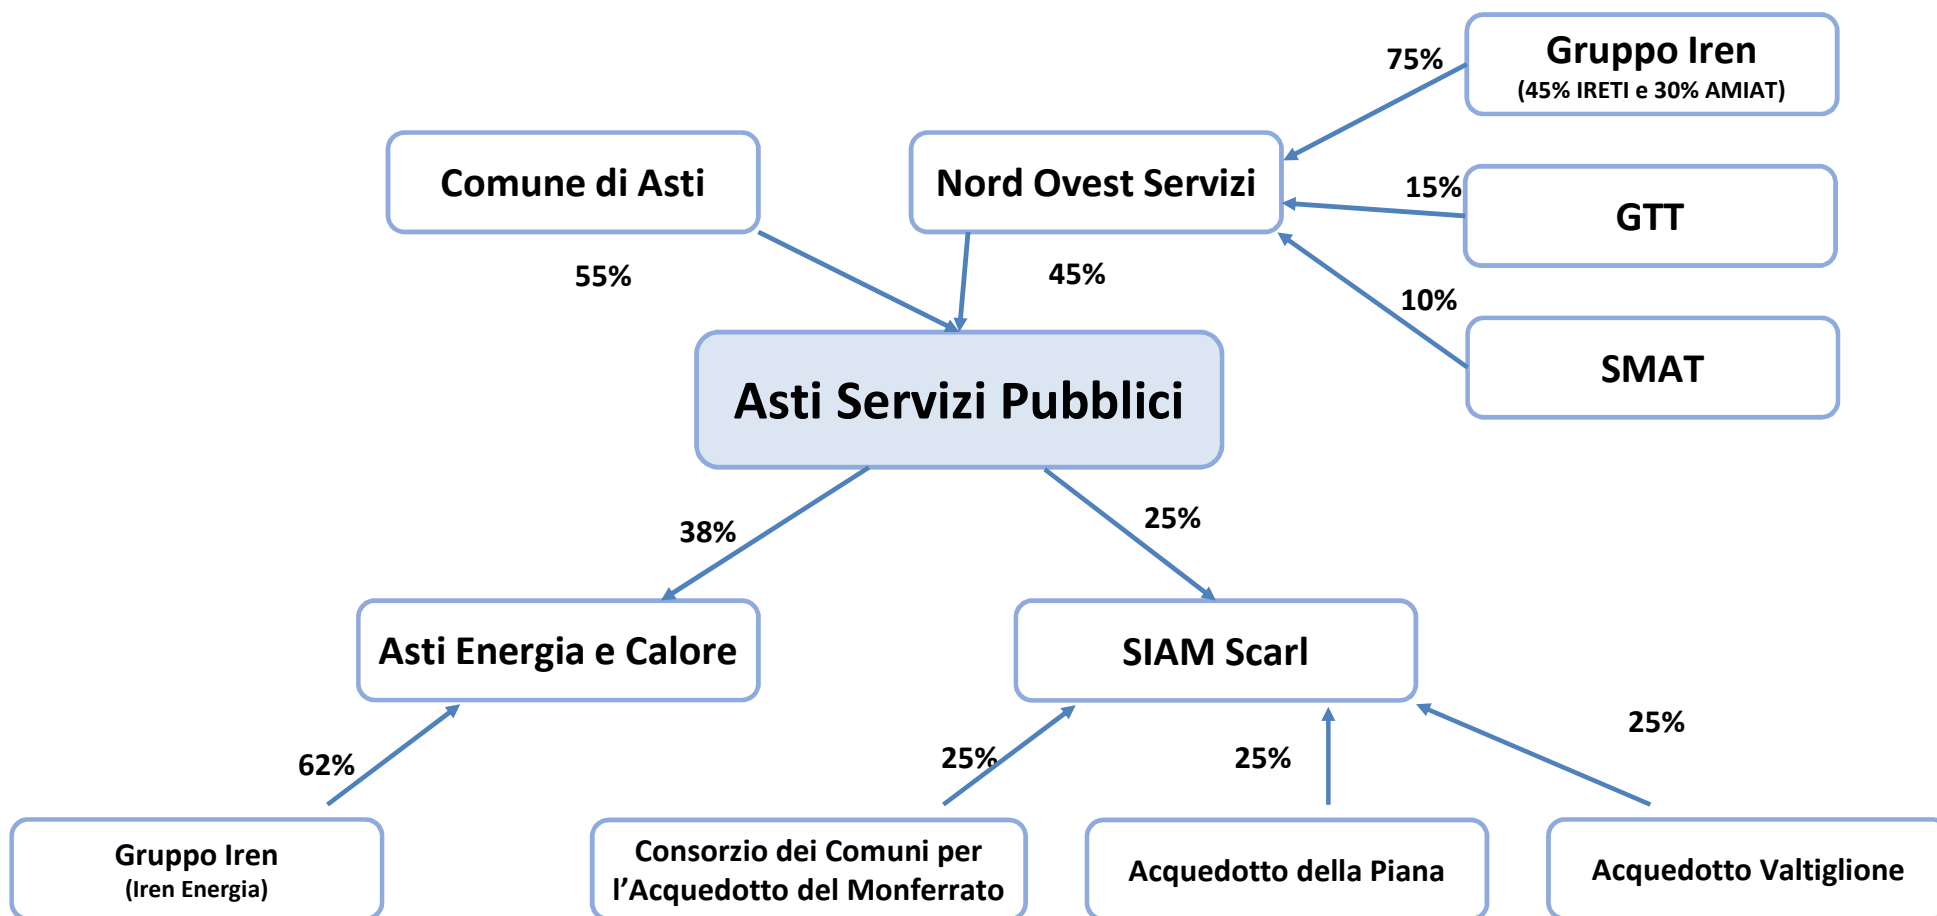 75%
Gruppo Iren
(45% IRETI e 30% AMIAT)
Comune di Asti
Nord Ovest Servizi
15%
GTT
55%
45%
10%
SMAT
Asti Servizi Pubblici
38%
25%
Asti Energia e Calore
SIAM Scarl
62%
25%
25%
25%
Gruppo Iren
(Iren Energia)
Consorzio dei Comuni per
l’Acquedotto del Monferrato
Acquedotto della Piana
Acquedotto Valtiglione